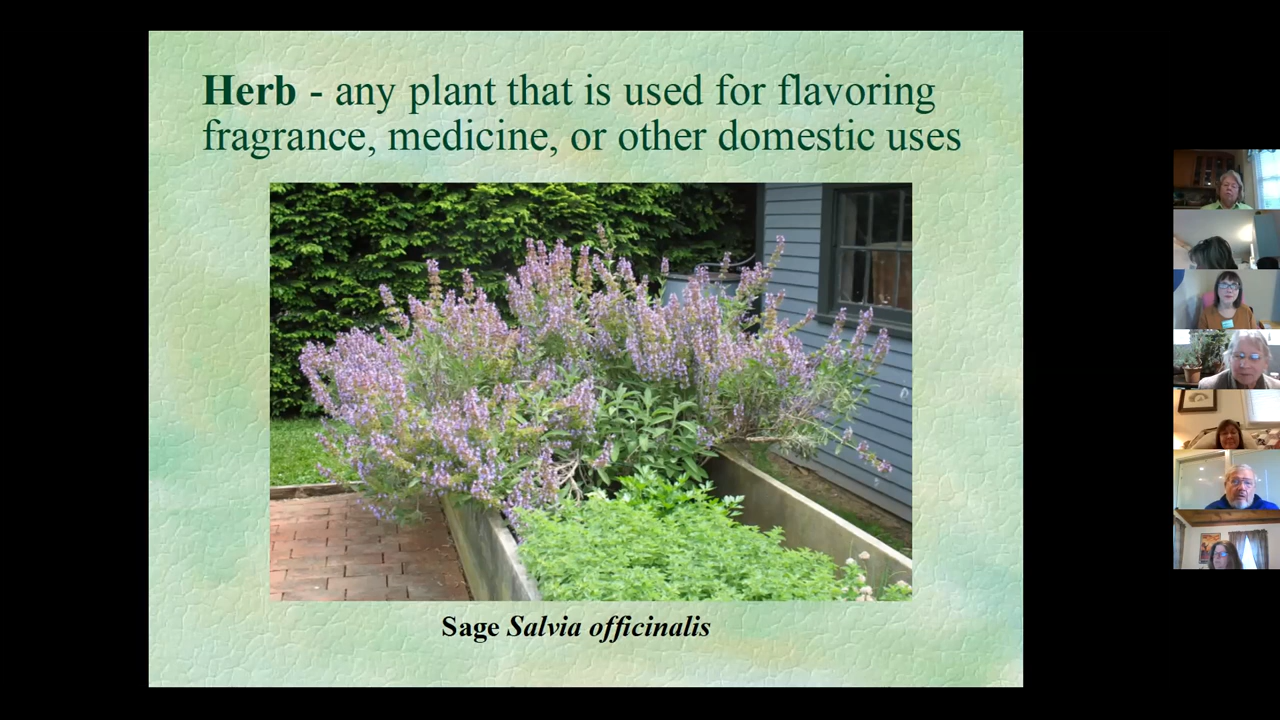 Herb - any plant that is used for flavoring
fragrance, medicine, or other domestic uses
Sage Salvia officinalis